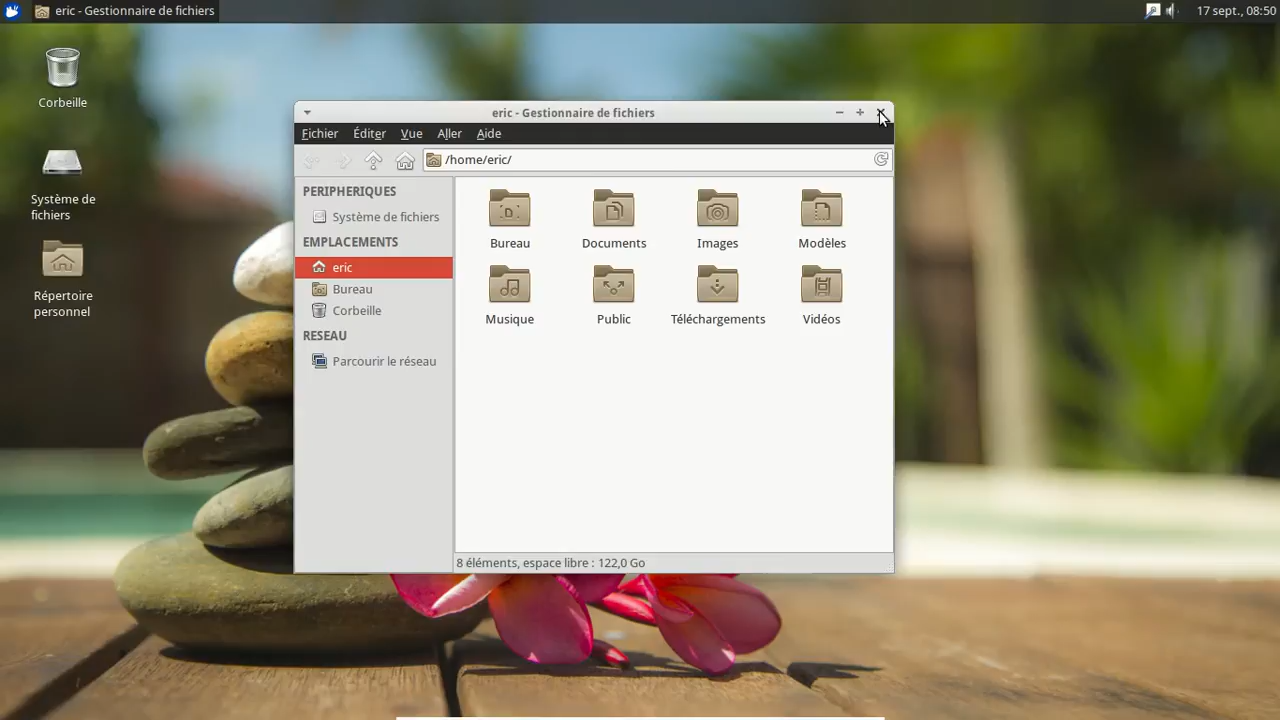 eric - Gestionnaire de fichiers
17 sept., 08:50
Corbeille
Système de
fichiers
Répertoire
personnel
eric - Gestionnaire de fichiers
Fichier Éditer Vue Aller Aide
/home/eric/
PERIPHERIQUES
Système de fichiers
EMPLACEMENTS
eric
Bureau
Corbeille
RESEAU
Parcourir le réseau
Bureau Documents Images Modèles
Musique Public Téléchargements Vidéos
8 éléments, espace libre : 122,0 Go